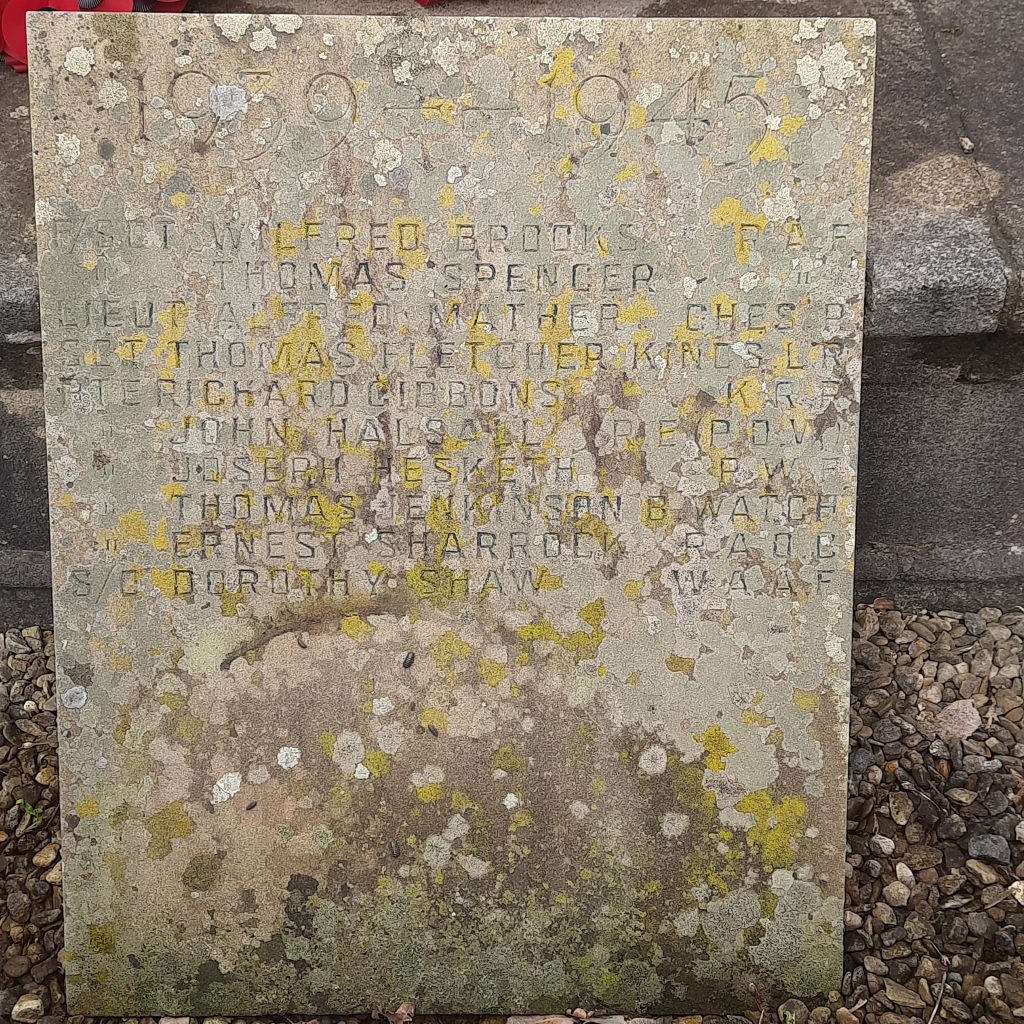 1939 — 1945
F/SGT WILFRED BROOKS R A F
" THOMAS SPENCER "
LIEUT ALFRED MATHER CHES R
SGT THOMAS FLETCHER KINGS L R
PTE RICHARD GIBBONS K.R.R
" JOHN HALSALL R E (P.O.W)
" JOSEPH HESKETH R.W.F
" THOMAS JENKINSON B WATCH
" ERNEST SHARROCK R.A.O.C
S/O DOROTHY SHAW W A A F